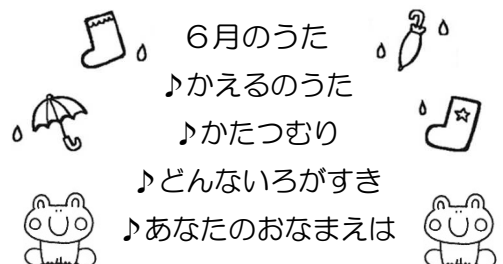 ６月のうた
♪かえるのうた
♪かたつむり
♪どんないろがすき
♪あなたのおなまえは